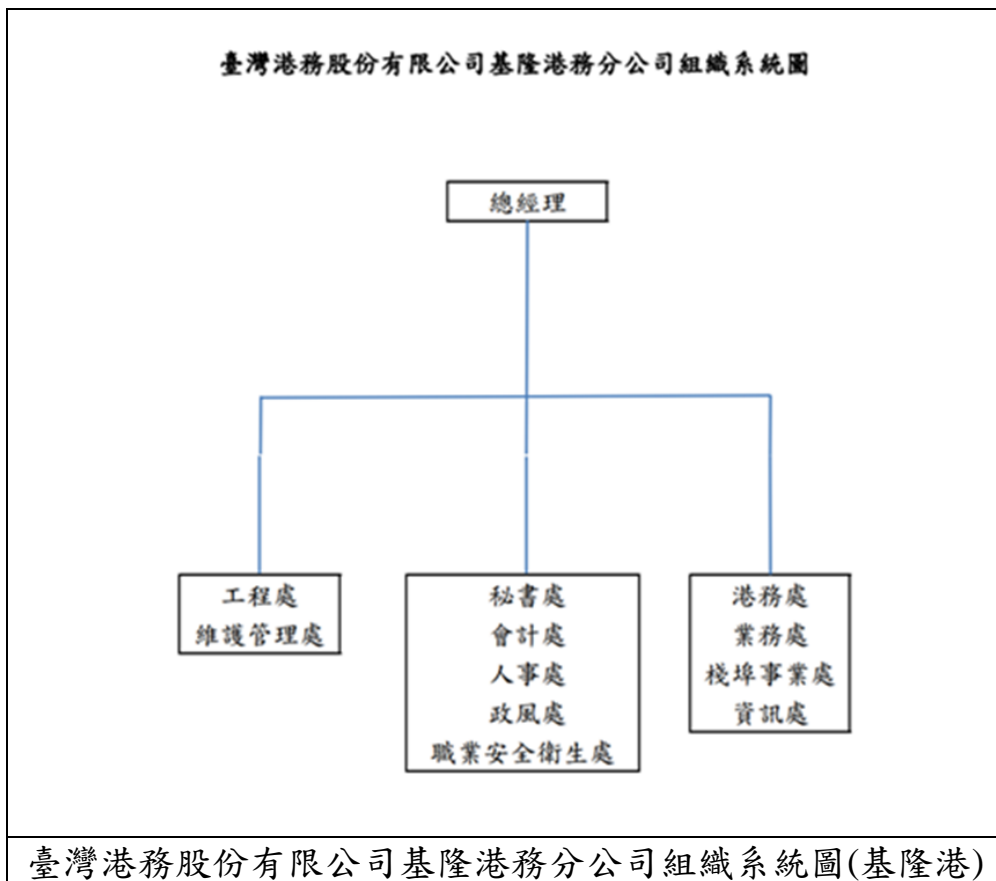 臺灣港務股份有限公司基隆港務分公司組織系統圖
總經理
工程處
維護管理處
秘書處
會計處
人事處
政風處
職業安全衛生處
港務處
業務處
棧埠事業處
資訊處
臺灣港務股份有限公司基隆港務分公司組織系統圖(基隆港)